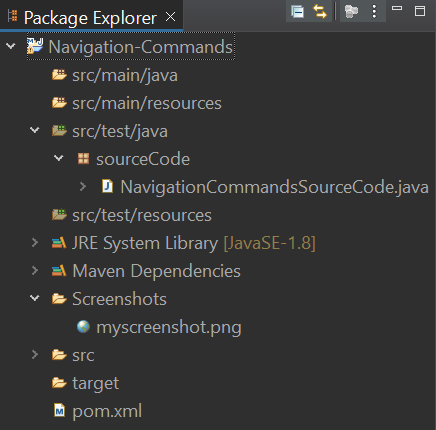 Package Explorer
Navigation-Commands
src/main/java
src/main/resources
src/test/java
sourceCode
NavigationCommandsSourceCode.java
src/test/resources
JRE System Library [JavaSE-1.8]
Maven Dependencies
Screenshots
myscreenshot.png
src
target
pom.xml